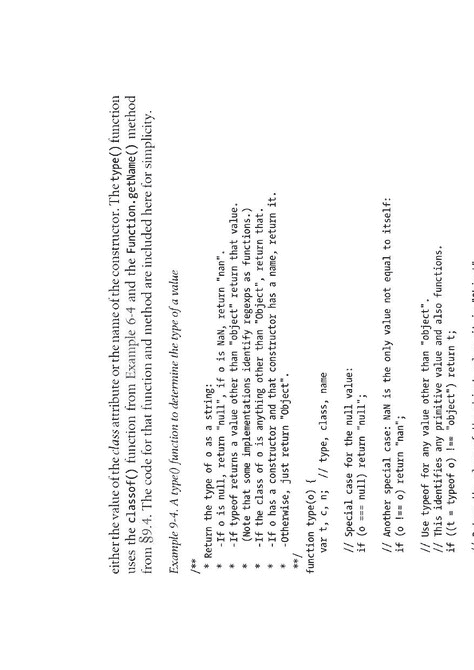 either the value of the class attribute or the name of the constructor. The type() function
uses the classof() function from Example 6-4 and the Function.getName() method
from §9.4. The code for that function and method are included here for simplicity.
Example 9-4. A type() function to determine the type of a value
/**
 * Return the type of o as a string:
 *   -If o is null, return "null", if o is NaN, return "nan".
 *   -If typeof returns a value other than "object" return that value.
 *     (Note that some implementations identify regexps as functions.)
 *   -If the class of o is anything other than "Object", return that.
 *   -If o has a constructor and that constructor has a name, return it.
 *   -Otherwise, just return "Object".
 **/
function type(o) {
    var t, c, n;  // type, class, name
    // Special case for the null value:
    if (o === null) return "null";
    // Another special case: NaN is the only value not equal to itself:
    if (o !== o) return "nan";
    // Use typeof for any value other than "object".
    // This identifies any primitive value and also functions.
    if ((t = typeof o) !== "object") return t;